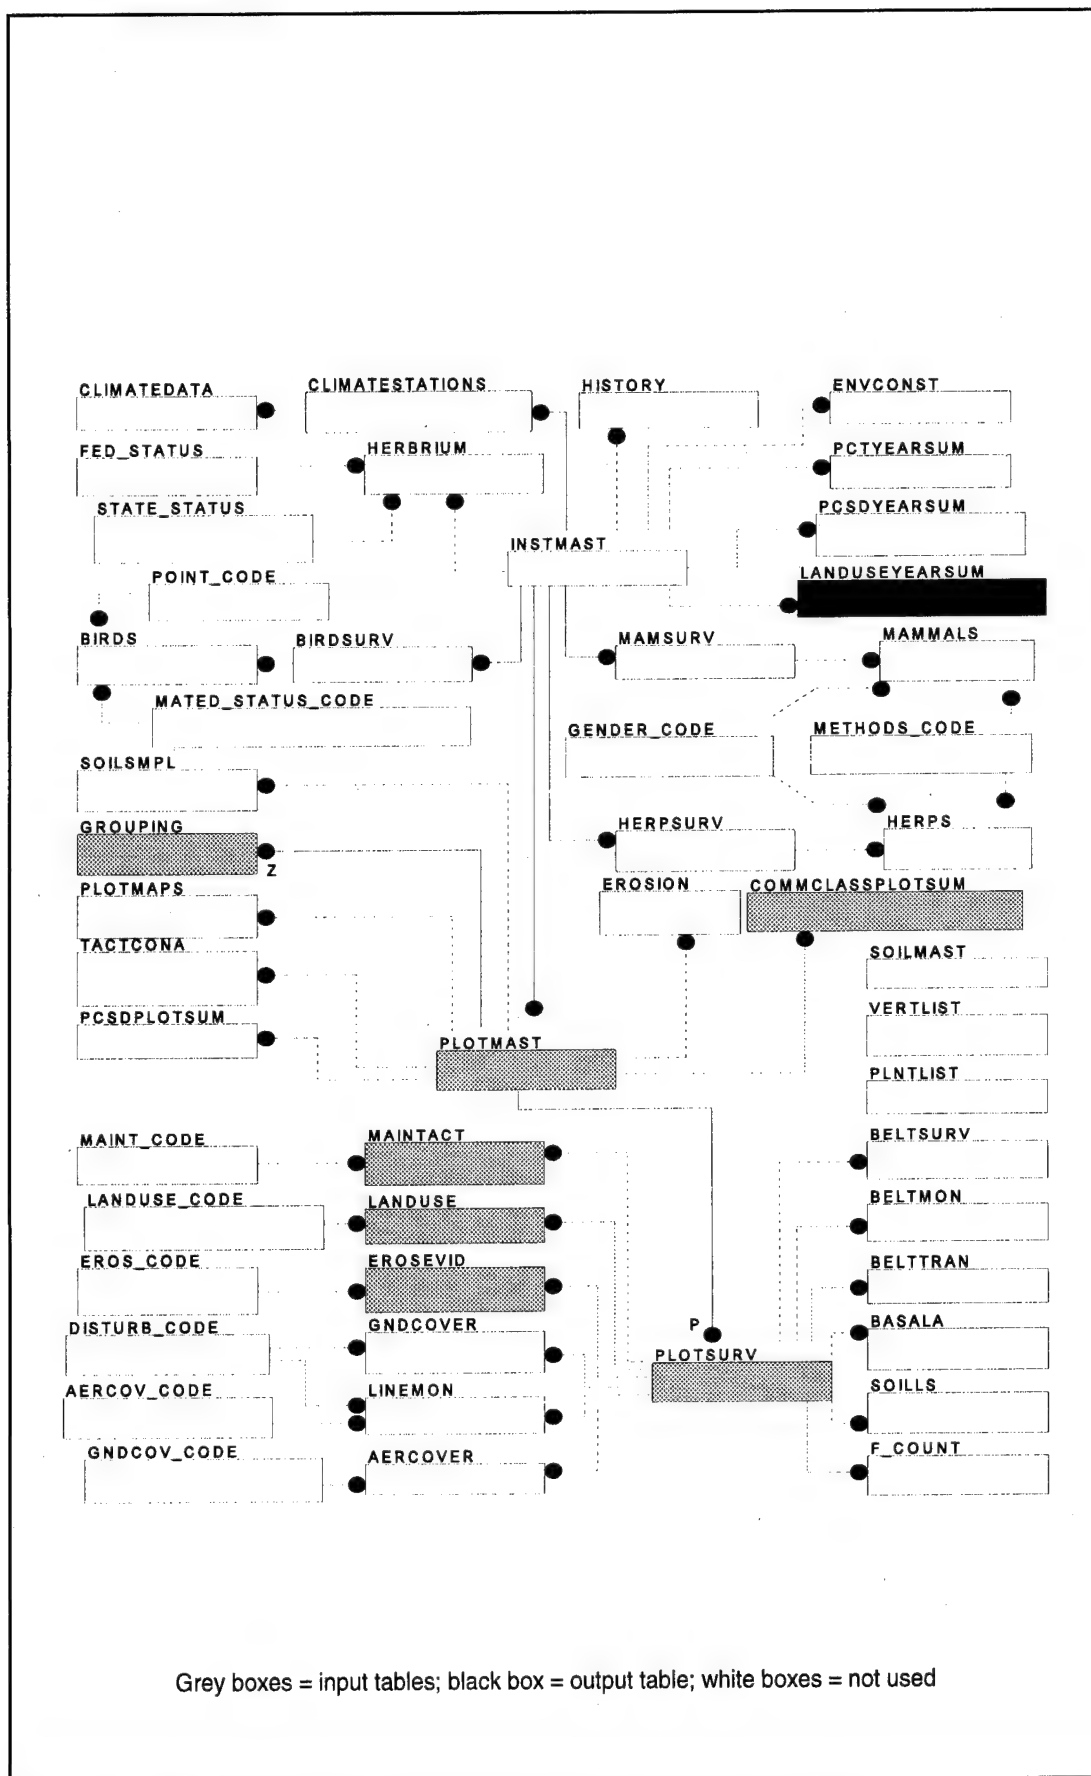 CLIMATEDATA
CLIMATESTATIONS
HISTORY
ENVCONST
FED_STATUS
HERBRIUM
PCTYEARSUM
STATE_STATUS
PCSDYEARSUM
INSTMAST
POINT_CODE
LANDUSEYEARSUM
BIRDS
BIRDSURV
MAMSURV
MAMMALS
MATED_STATUS_CODE
GENDER_CODE
METHODS_CODE
SOILSMPL
GROUPING
Z
HERPSURV
HERPS
PLOTMAPS
EROSION
COMMCLASSPLOTSUM
TACTCONA
SOILMAST
PCSDPLOTSUM
VERTLIST
PLOTMAST
PLNTLIST
MAINT_CODE
MAINTACT
BELTSURV
LANDUSE_CODE
LANDUSE
BELTMON
EROS_CODE
EROSEVID
BELTTRAN
DISTURB_CODE
GNDCOVER
P
BASALA
PLOTSURV
AERCOV_CODE
LINEMON
SOILLS
GNDCOV_CODE
AERCOVER
F_COUNT
Grey boxes = input tables; black box = output table; white boxes = not used